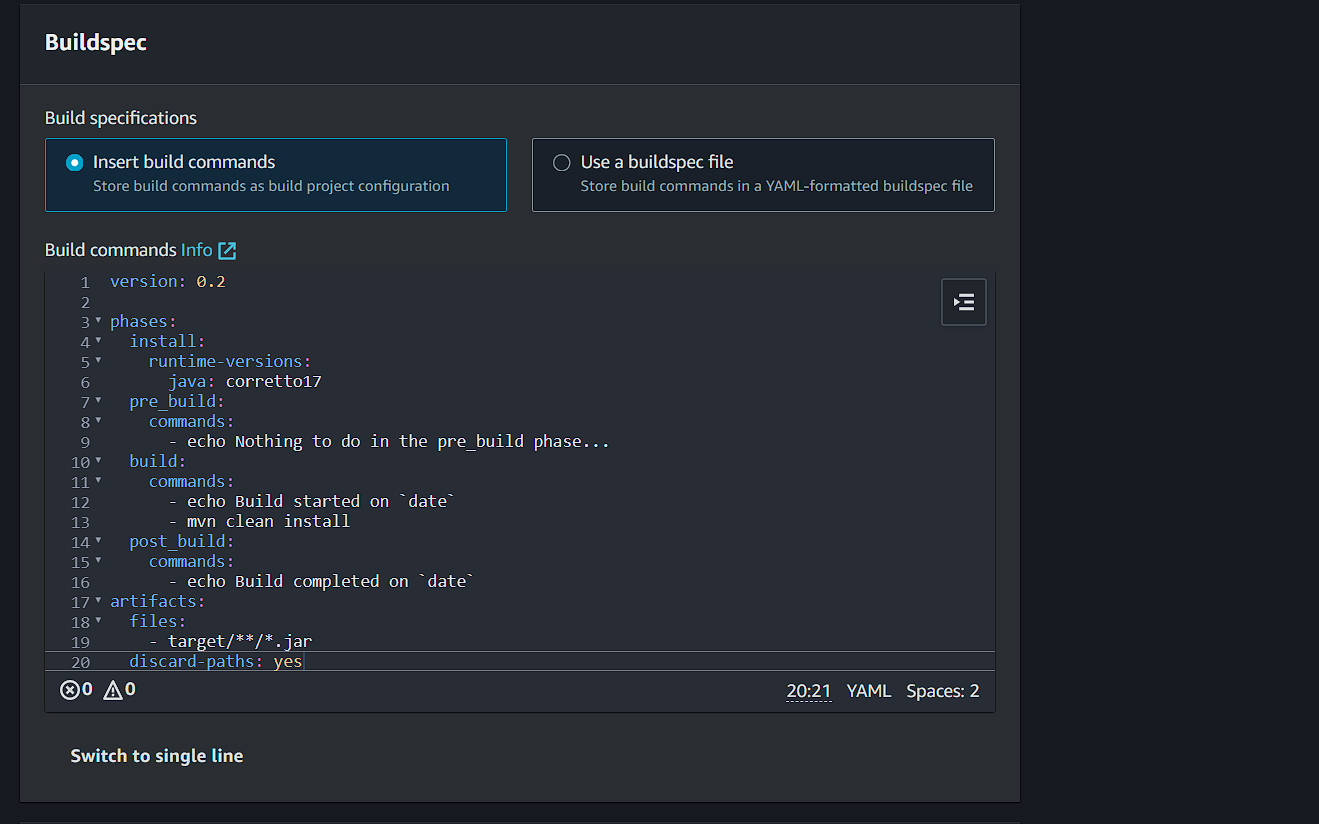 Buildspec
Build specifications
Insert build commands
Store build commands as build project configuration
Use a buildspec file
Store build commands in a YAML-formatted buildspec file
Build commands Info
1 version: 0.2
2
3 phases:
4   install:
5     runtime-versions:
6       java: corretto17
7   pre_build:
8     commands:
9       - echo Nothing to do in the pre_build phase...
10   build:
11     commands:
12       - echo Build started on `date`
13       - mvn clean install
14   post_build:
15     commands:
16       - echo Build completed on `date`
17 artifacts:
18   files:
19     - target/**/*.jar
20   discard-paths: yes
0 0 20:21 YAML Spaces: 2
Switch to single line